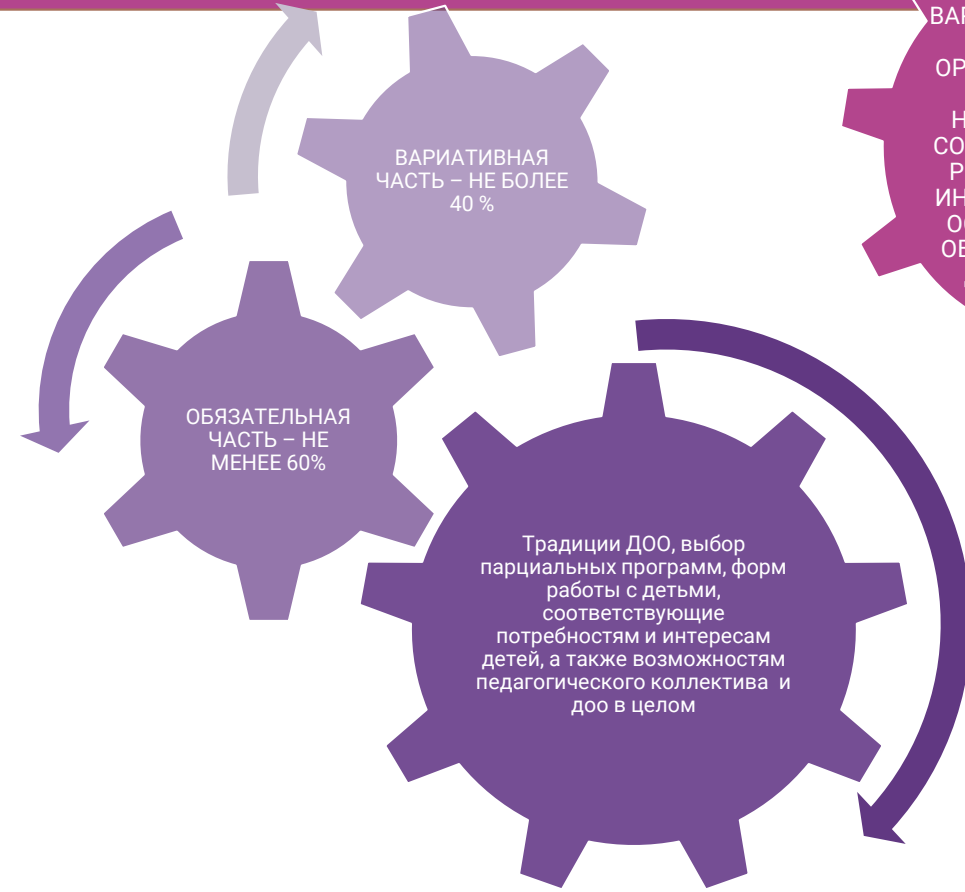 ВАРИАТИВНАЯ
ЧАСТЬ – НЕ БОЛЕЕ
40 %
ОБЯЗАТЕЛЬНАЯ
ЧАСТЬ – НЕ
МЕНЕЕ 60%
Традиции ДОО, выбор
парциальных программ, форм
работы с детьми,
соответствующие
потребностям и интересам
детей, а также возможностям
педагогического коллектива и
доо в целом